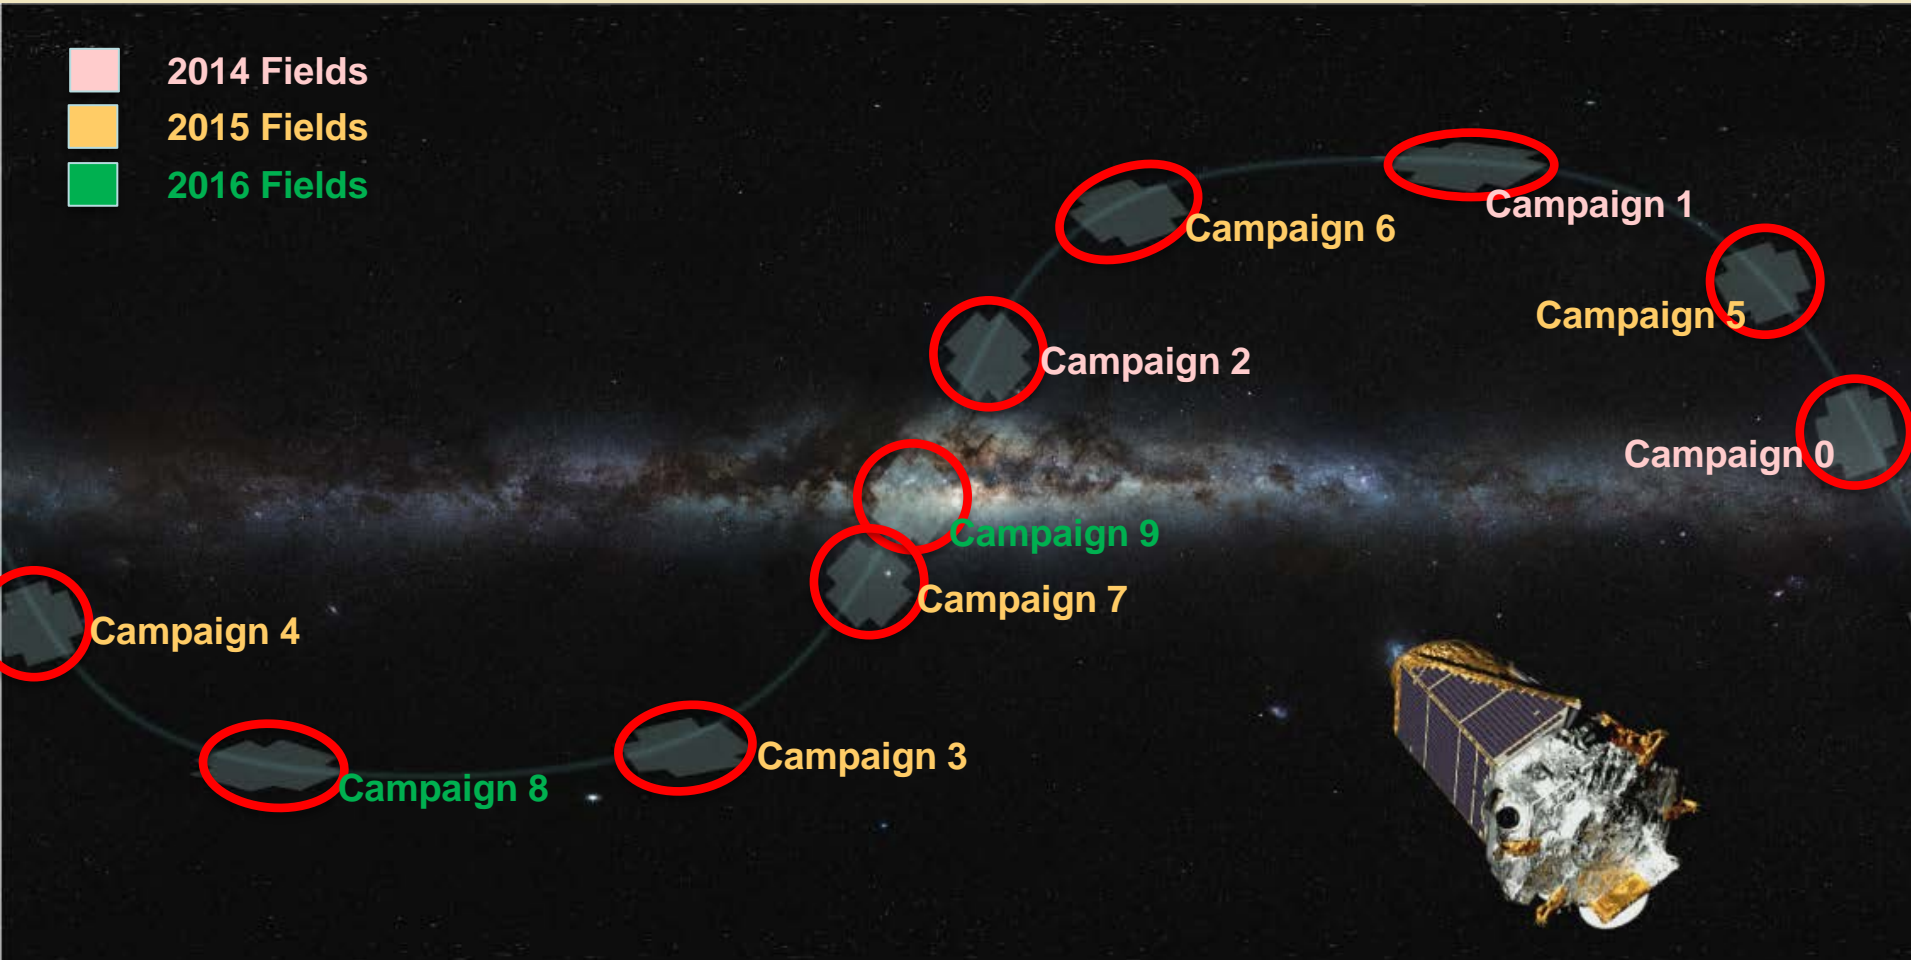 2014 Fields
2015 Fields
2016 Fields
Campaign 1
Campaign 6
Campaign 5
Campaign 2
Campaign 0
Campaign 9
Campaign 7
Campaign 4
Campaign 3
Campaign 8